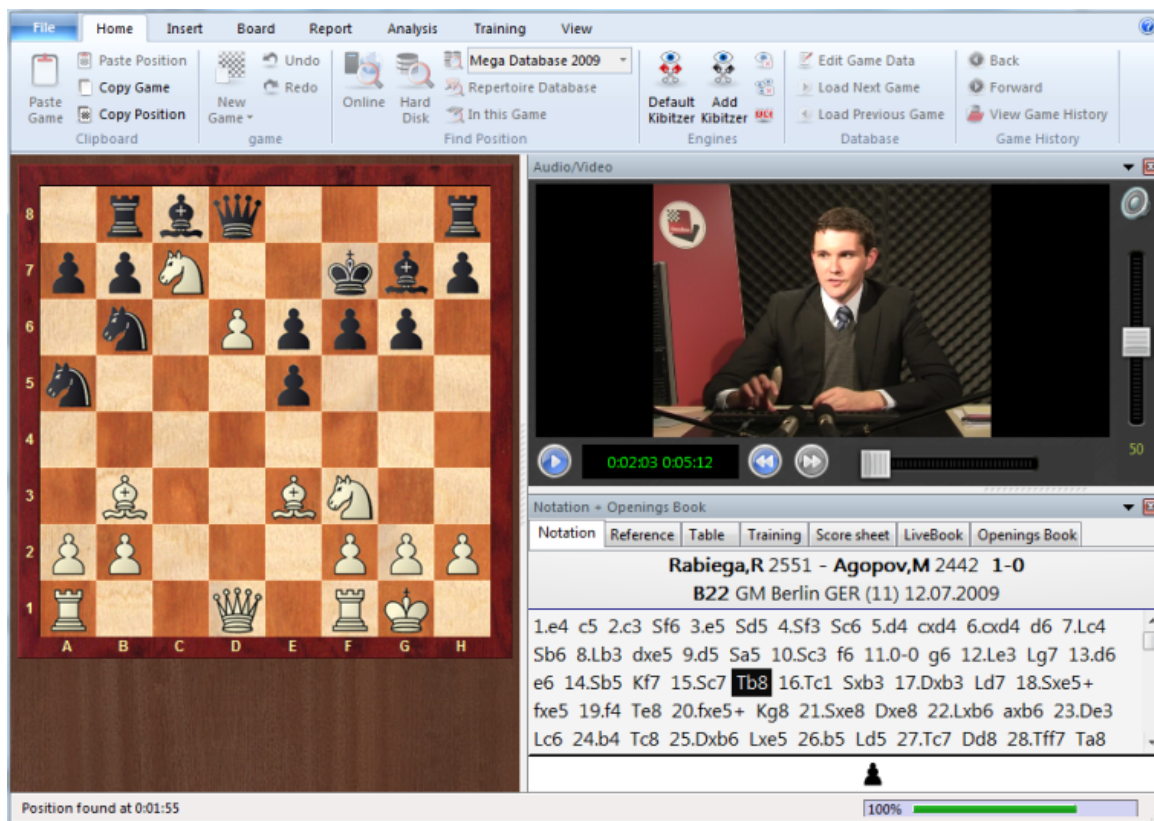 File Home Insert Board Report Analysis Training View
Paste Position
Copy Game
Copy Position
Paste Game
Clipboard
New Game
Undo
Redo
game
Online
Hard Disk
Mega Database 2009
Repertoire Database
In this Game
Find Position
Default Kibitzer
Add Kibitzer
UCI
Engines
Edit Game Data
Load Next Game
Load Previous Game
Database
Back
Forward
View Game History
Game History
8
7
6
5
4
3
2
1
A B C D E F G H
Audio/Video
0:02:03 0:05:12
50
Notation + Openings Book
Notation Reference Table Training Score sheet LiveBook Openings Book
Rabiega,R 2551 - Agopov,M 2442 1-0
B22 GM Berlin GER (11) 12.07.2009
1.e4 c5 2.c3 Sf6 3.e5 Sd5 4.Sf3 Sc6 5.d4 cxd4 6.cxd4 d6 7.Lc4
Sb6 8.Lb3 dxe5 9.d5 Sa5 10.Sc3 f6 11.0-0 g6 12.Le3 Lg7 13.d6
e6 14.Sb5 Kf7 15.Sc7 Tb8 16.Tc1 Sxb3 17.Dxb3 Ld7 18.Sxe5+
fxe5 19.f4 Te8 20.fxe5+ Kg8 21.Sxe8 Dxe8 22.Lxb6 axb6 23.De3
Lc6 24.b4 Tc8 25.Dxb6 Lxe5 26.b5 Ld5 27.Tc7 Dd8 28.Tff7 Ta8
Position found at 0:01:55
100%